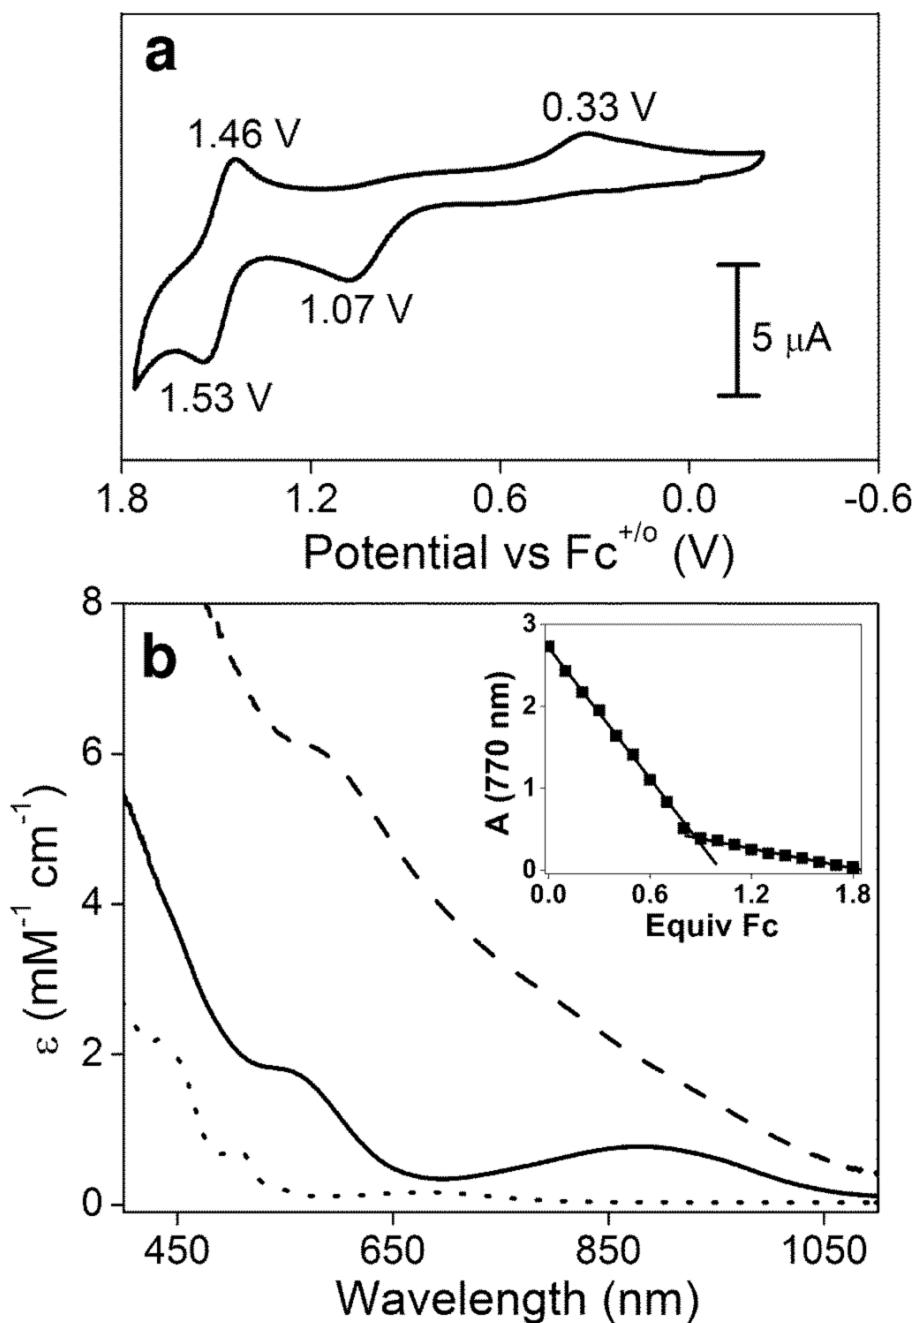 a
1.46 V
0.33 V
1.07 V
5 μA
1.53 V
1.8
1.2
0.6
0.0
-0.6
Potential vs Fc+/o (V)
b
8
6
4
2
0
ε (mM-1 cm-1)
3
2
1
0
A (770 nm)
0.0
0.6
1.2
1.8
Equiv Fc
450
650
850
1050
Wavelength (nm)